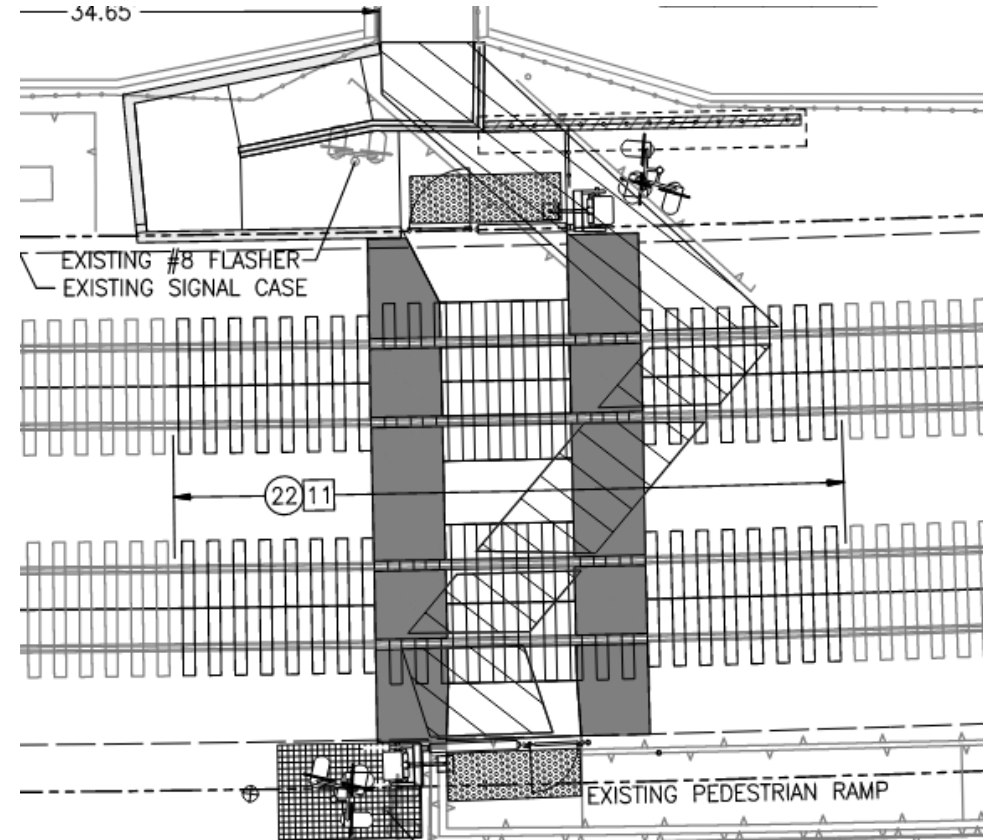 34.65'
EXISTING #8 FLASHER
EXISTING SIGNAL CASE
22 11
EXISTING PEDESTRIAN RAMP